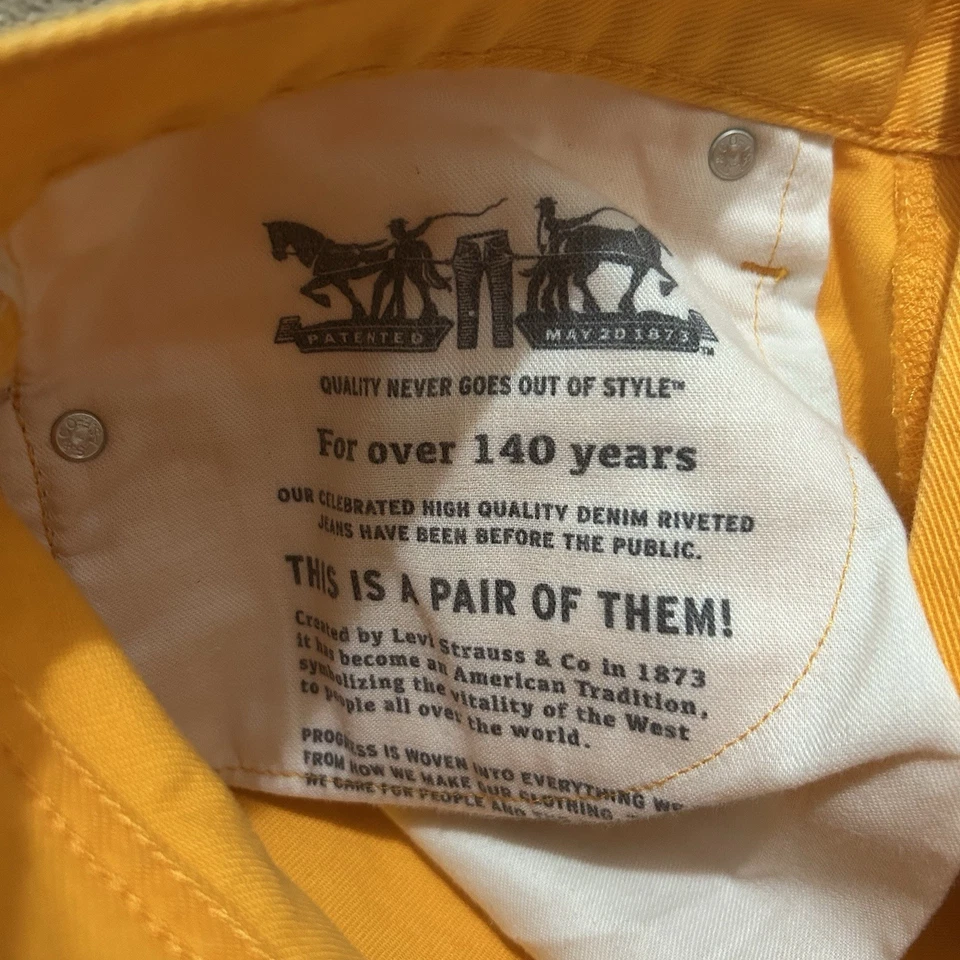 PATENTED MAY 20 1873 ™
QUALITY NEVER GOES OUT OF STYLE™
For over 140 years
OUR CELEBRATED HIGH QUALITY DENIM RIVETED
JEANS HAVE BEEN BEFORE THE PUBLIC.
THIS IS A PAIR OF THEM!
Created by Levi Strauss & Co in 1873
it has become an American Tradition,
symbolizing the vitality of the West
to people all over the world.
PROGRESS IS WOVEN INTO EVERYTHING WE
FROM HOW WE MAKE OUR CLOTHING,
WE CARE FOR PEOPLE AND